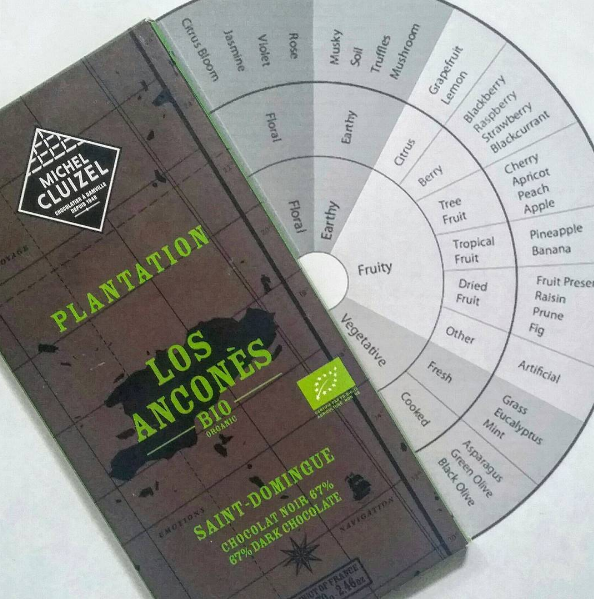 MICHEL
CLUIZEL
CHOCOLATIER À DAMVILLE
DEPUIS 1948
PLANTATION
LOS
ANCONÈS
BIO
ORGANIC
SAINT-DOMINGUE
CHOCOLAT NOIR 67%
67% DARK CHOCOLATE
EMOTIONS
NAVIGATION
Citrus Bloom
Jasmine
Violet
Rose
Musky
Soil
Truffles
Mushroom
Grapefruit
Lemon
Blackberry
Raspberry
Strawberry
Blackcurrant
Cherry
Apricot
Peach
Apple
Pineapple
Banana
Raisin
Prune
Fig
Artificial
Grass
Eucalyptus
Mint
Asparagus
Green Olive
Black Olive
Floral
Earthy
Citrus
Berry
Tree
Fruit
Tropical
Fruit
Dried
Fruit
Other
Fresh
Cooked
Floral
Earthy
Fruity
Vegetative
Fruit